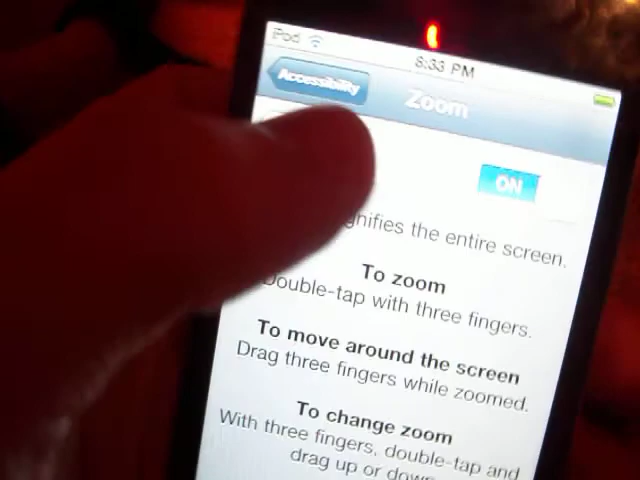 iPod
8:33 PM
Accessibility
Zoom
ON
gnifies the entire screen.
To zoom
Double-tap with three fingers.
To move around the screen
Drag three fingers while zoomed.
To change zoom
With three fingers, double-tap and
drag up or down